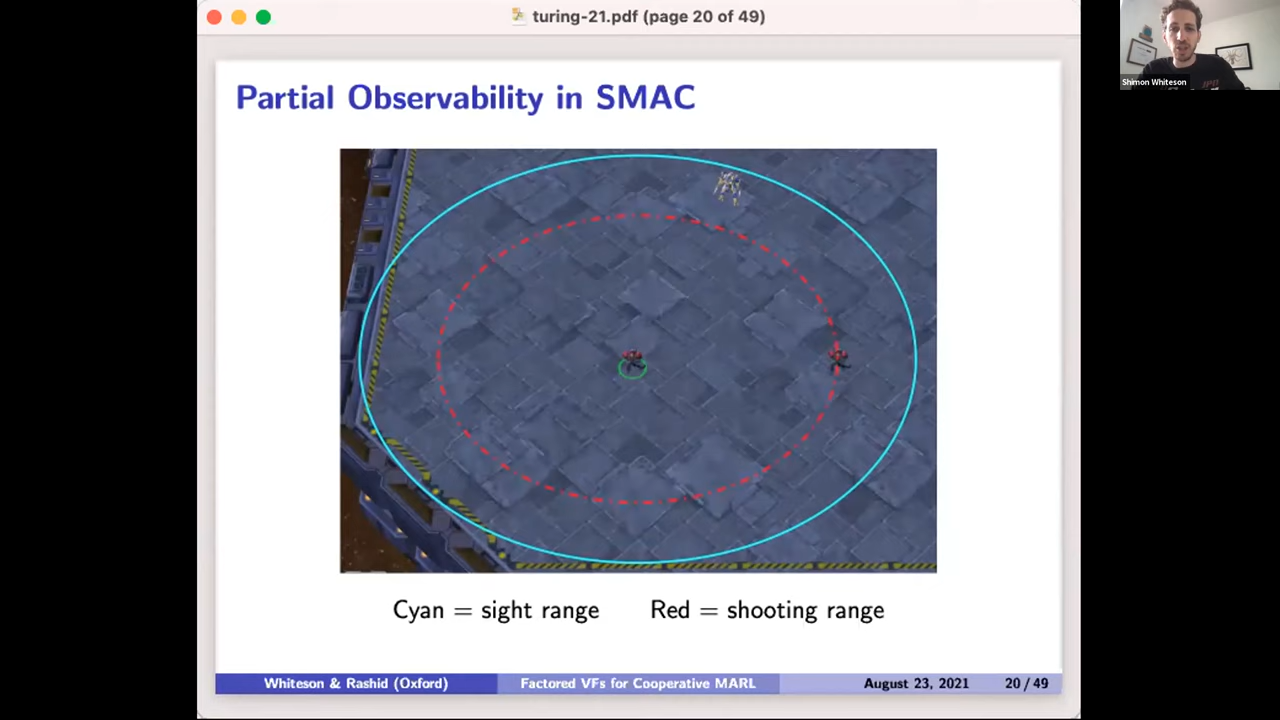 turing-21.pdf (page 20 of 49)
Shimon Whiteson
Partial Observability in SMAC
Cyan = sight range Red = shooting range
Whiteson & Rashid (Oxford) Factored VFs for Cooperative MARL August 23, 2021 20 / 49